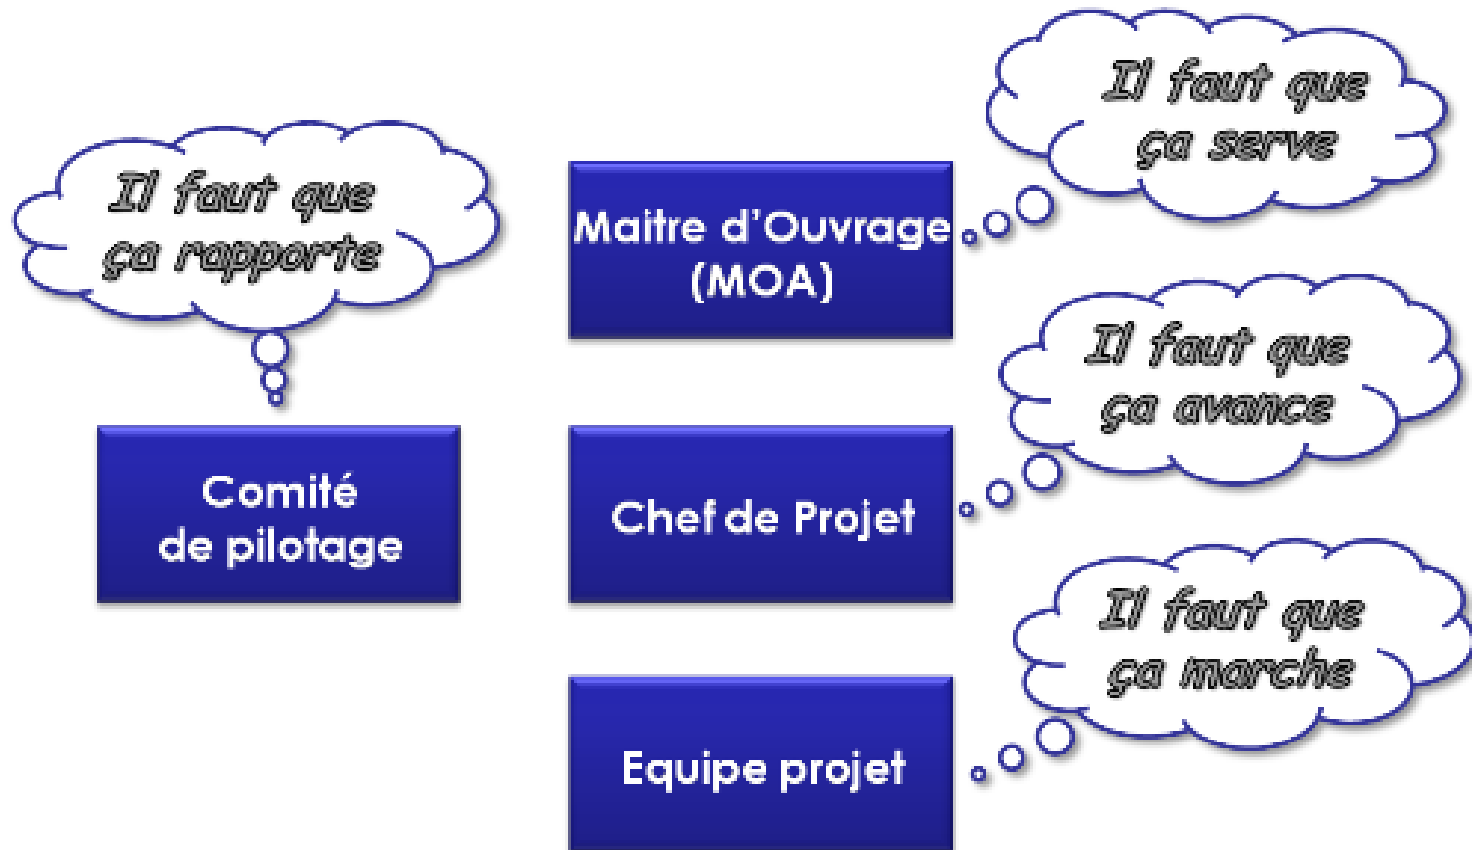 Il faut que
ça rapporte
Comité
de pilotage
Maitre d'Ouvrage
(MOA)
Il faut que
ça serve
Chef de Projet
Il faut que
ça avance
Equipe projet
Il faut que
ça marche